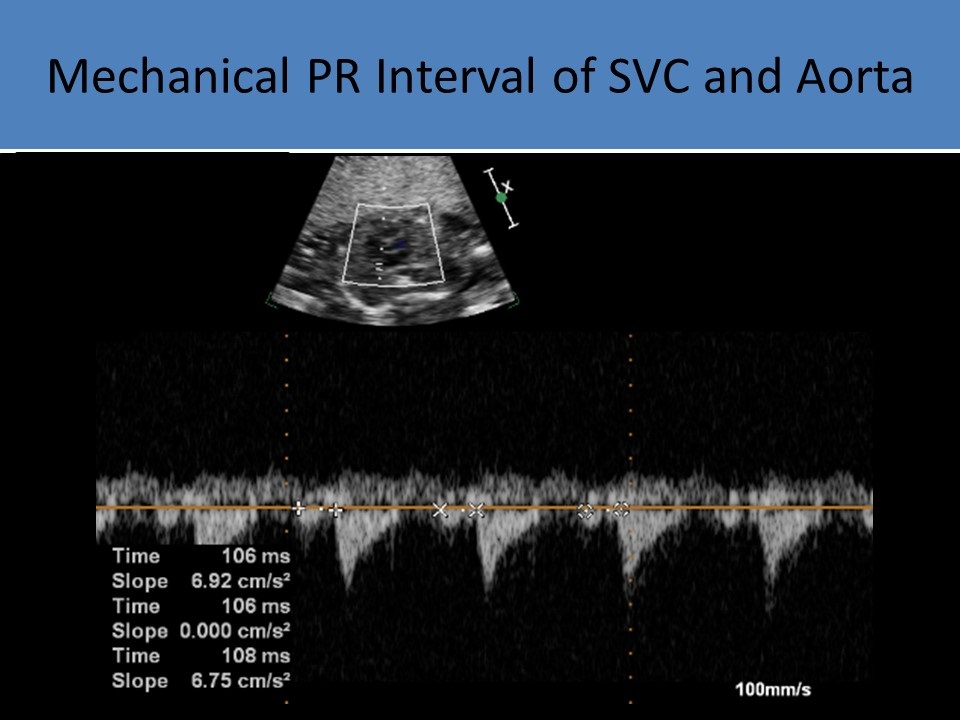 Mechanical PR Interval of SVC and Aorta
Time 106 ms
Slope 6.92 cm/s²
Time 106 ms
Slope 0.000 cm/s²
Time 108 ms
Slope 6.75 cm/s²
100mm/s